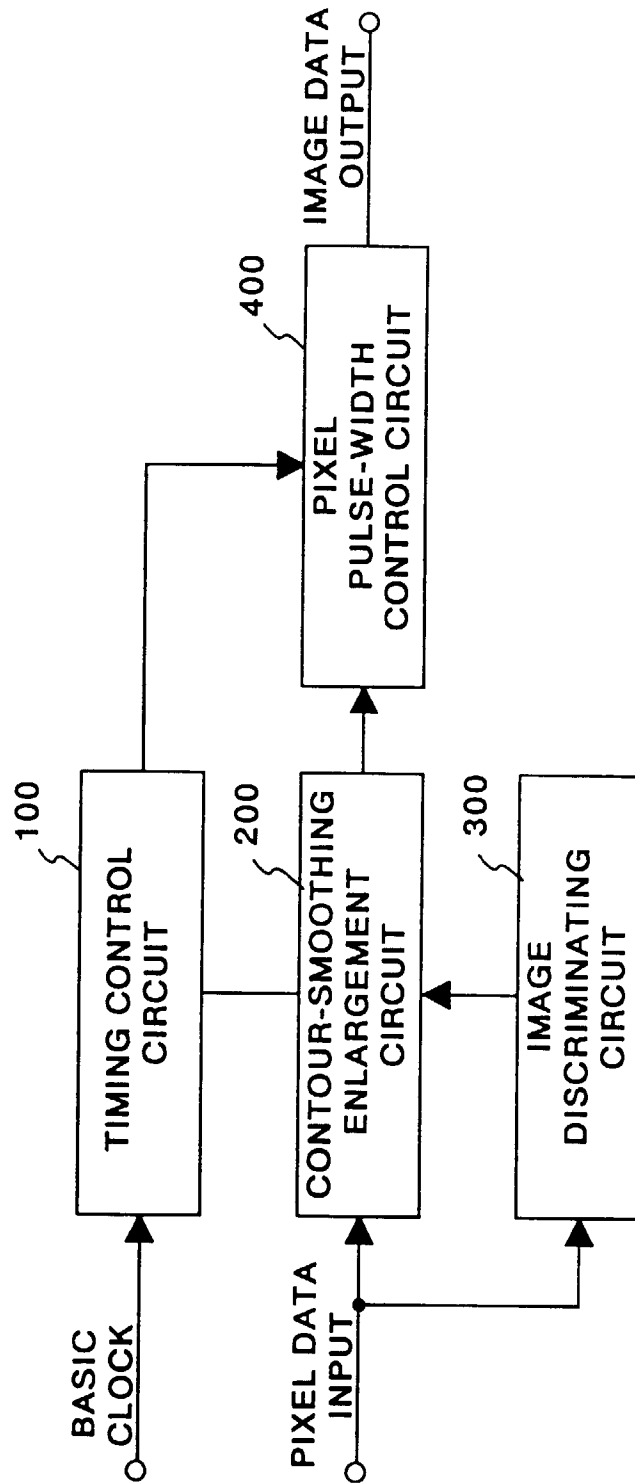 BASIC
CLOCK
100
TIMING CONTROL
CIRCUIT
PIXEL DATA
INPUT
200
CONTOUR-SMOOTHING
ENLARGEMENT
CIRCUIT
300
IMAGE
DISCRIMINATING
CIRCUIT
400
PIXEL
PULSE-WIDTH
CONTROL CIRCUIT
IMAGE DATA
OUTPUT